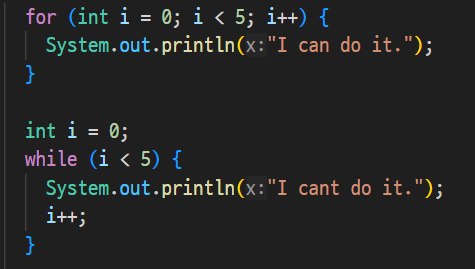 for (int i = 0; i < 5; i++) {
System.out.println(x:"I can do it.");
}
int i = 0;
while (i < 5) {
System.out.println(x:"I cant do it.");
i++;
}